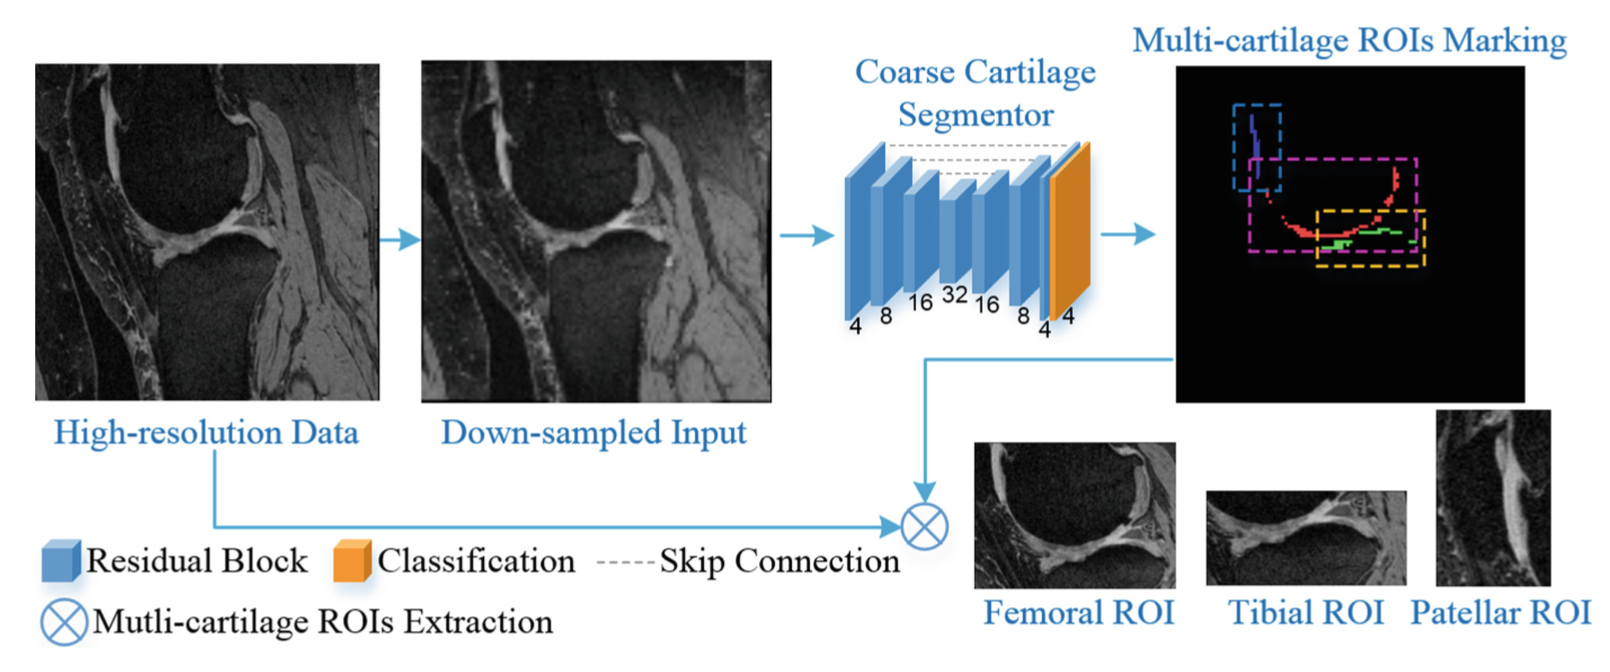 Multi-cartilage ROIs Marking
Coarse Cartilage
Segmentor
4 8 16 32 16 8 4 4
High-resolution Data
Down-sampled Input
Residual Block
Classification
Skip Connection
Mutli-cartilage ROIs Extraction
Femoral ROI
Tibial ROI
Patellar ROI